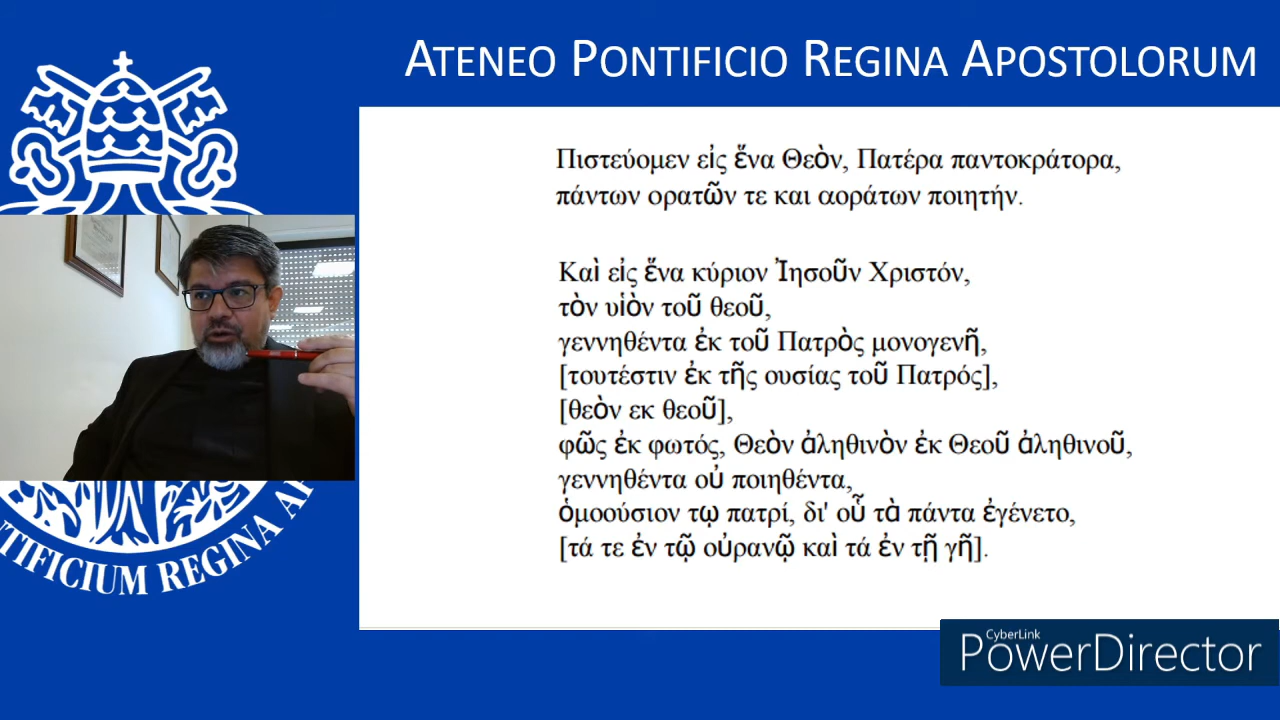 ATENEO PONTIFICIO REGINA APOSTOLORUM
Πιστεύομεν εἰς ἕνα Θεὸν, Πατέρα παντοκράτορα,
πάντων ορατῶν τε και αοράτων ποιητήν.
Καὶ εἰς ἕνα κύριον Ἰησοῦν Χριστόν,
τὸν υἱὸν τοῦ θεοῦ,
γεννηθέντα ἐκ τοῦ Πατρὸς μονογενῆ,
[τουτέστιν ἐκ τῆς ουσίας τοῦ Πατρός],
[θεὸν εκ θεοῦ],
φῶς ἐκ φωτός, Θεὸν ἀληθινὸν ἐκ Θεοῦ ἀληθινοῦ,
γεννηθέντα οὐ ποιηθέντα,
ὁμοούσιον τῳ πατρί, δι' οὗ τὰ πάντα ἐγένετο,
[τά τε ἐν τῷ οὐρανῷ καὶ τά ἐν τῇ γῇ].
NTIFICIUM REGINA AP
CyberLink
PowerDirector